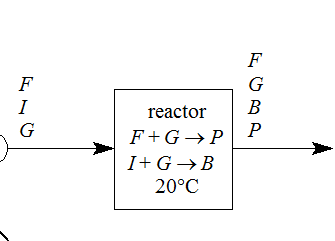 F
I
G
reactor
F + G → P
I + G → B
20°C
F
G
B
P